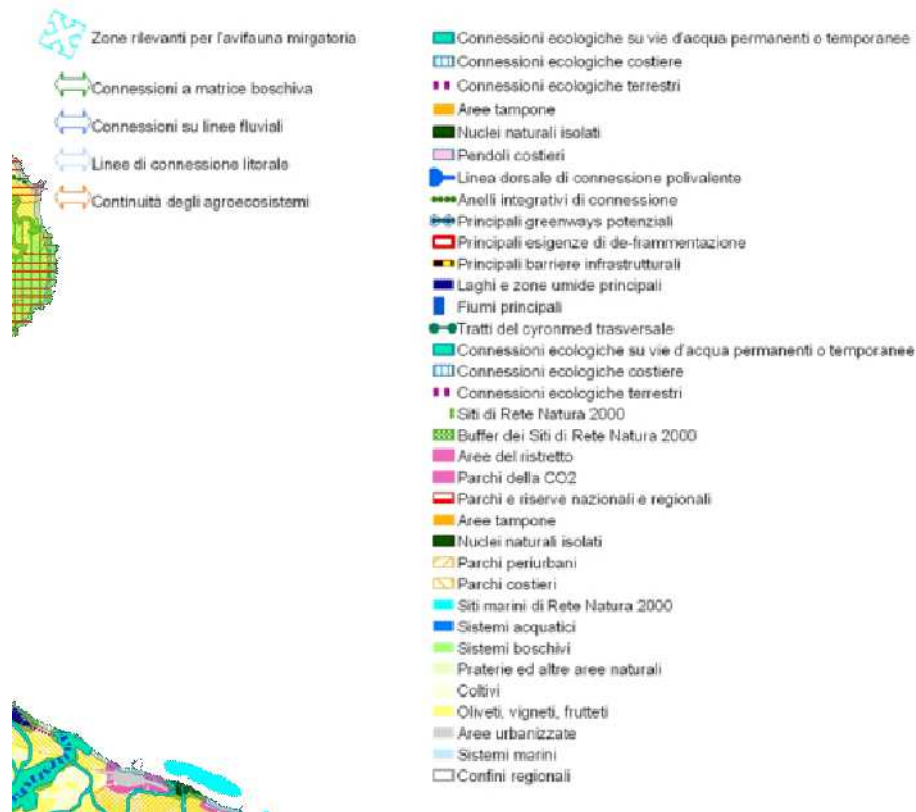 Zone rilevanti per l'avifauna mirgatoria
Connessioni a matrice boschiva
Connessioni su linee fluviali
Linee di connessione litorale
Continuità degli agroecosistemi
Connessioni ecologiche su vie d'acqua permanenti o temporanee
Connessioni ecologiche costiere
Connessioni ecologiche terrestri
Aree tampone
Nuclei naturali isolati
Pendoli costieri
Linea dorsale di connessione polivalente
Anelli integrativi di connessione
Principali greenways potenziali
Principali esigenze di de-frammentazione
Principali barriere infrastrutturali
Laghi e zone umide principali
Fiumi principali
Tratti del cyronmed trasversale
Connessioni ecologiche su vie d'acqua permanenti o temporanee
Connessioni ecologiche costiere
Connessioni ecologiche terrestri
Siti di Rete Natura 2000
Buffer dei Siti di Rete Natura 2000
Aree del ristretto
Parchi della CO2
Parchi e riserve nazionali e regionali
Aree tampone
Nuclei naturali isolati
Parchi periurbani
Parchi costieri
Siti marini di Rete Natura 2000
Sistemi acquatici
Sistemi boschivi
Praterie ed altre aree naturali
Coltivi
Oliveti, vigneti, frutteti
Aree urbanizzate
Sistemi marini
Confini regionali